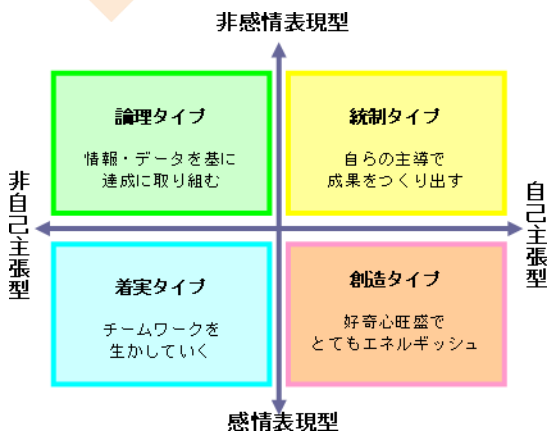 非感情表現型
論理タイプ
情報・データを基に
達成に取り組む
統制タイプ
自らの主導で
成果をつくり出す
非自己主張型
自己主張型
着実タイプ
チームワークを
生かしていく
創造タイプ
好奇心旺盛で
とてもエネルギッシュ
感情表現型